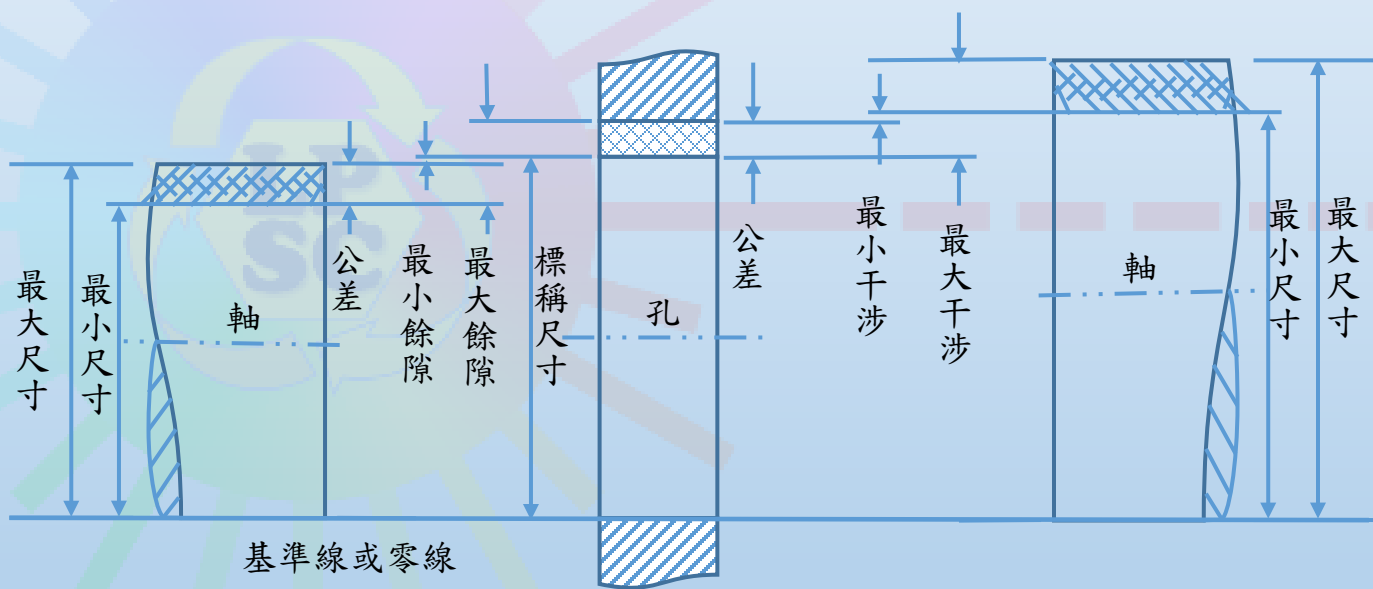 最大尺寸
最小尺寸
軸
公差
最小餘隙
最大餘隙
標稱尺寸
孔
公差
最小干涉
最大干涉
軸
最小尺寸
最大尺寸
基準線或零線
LP
SC